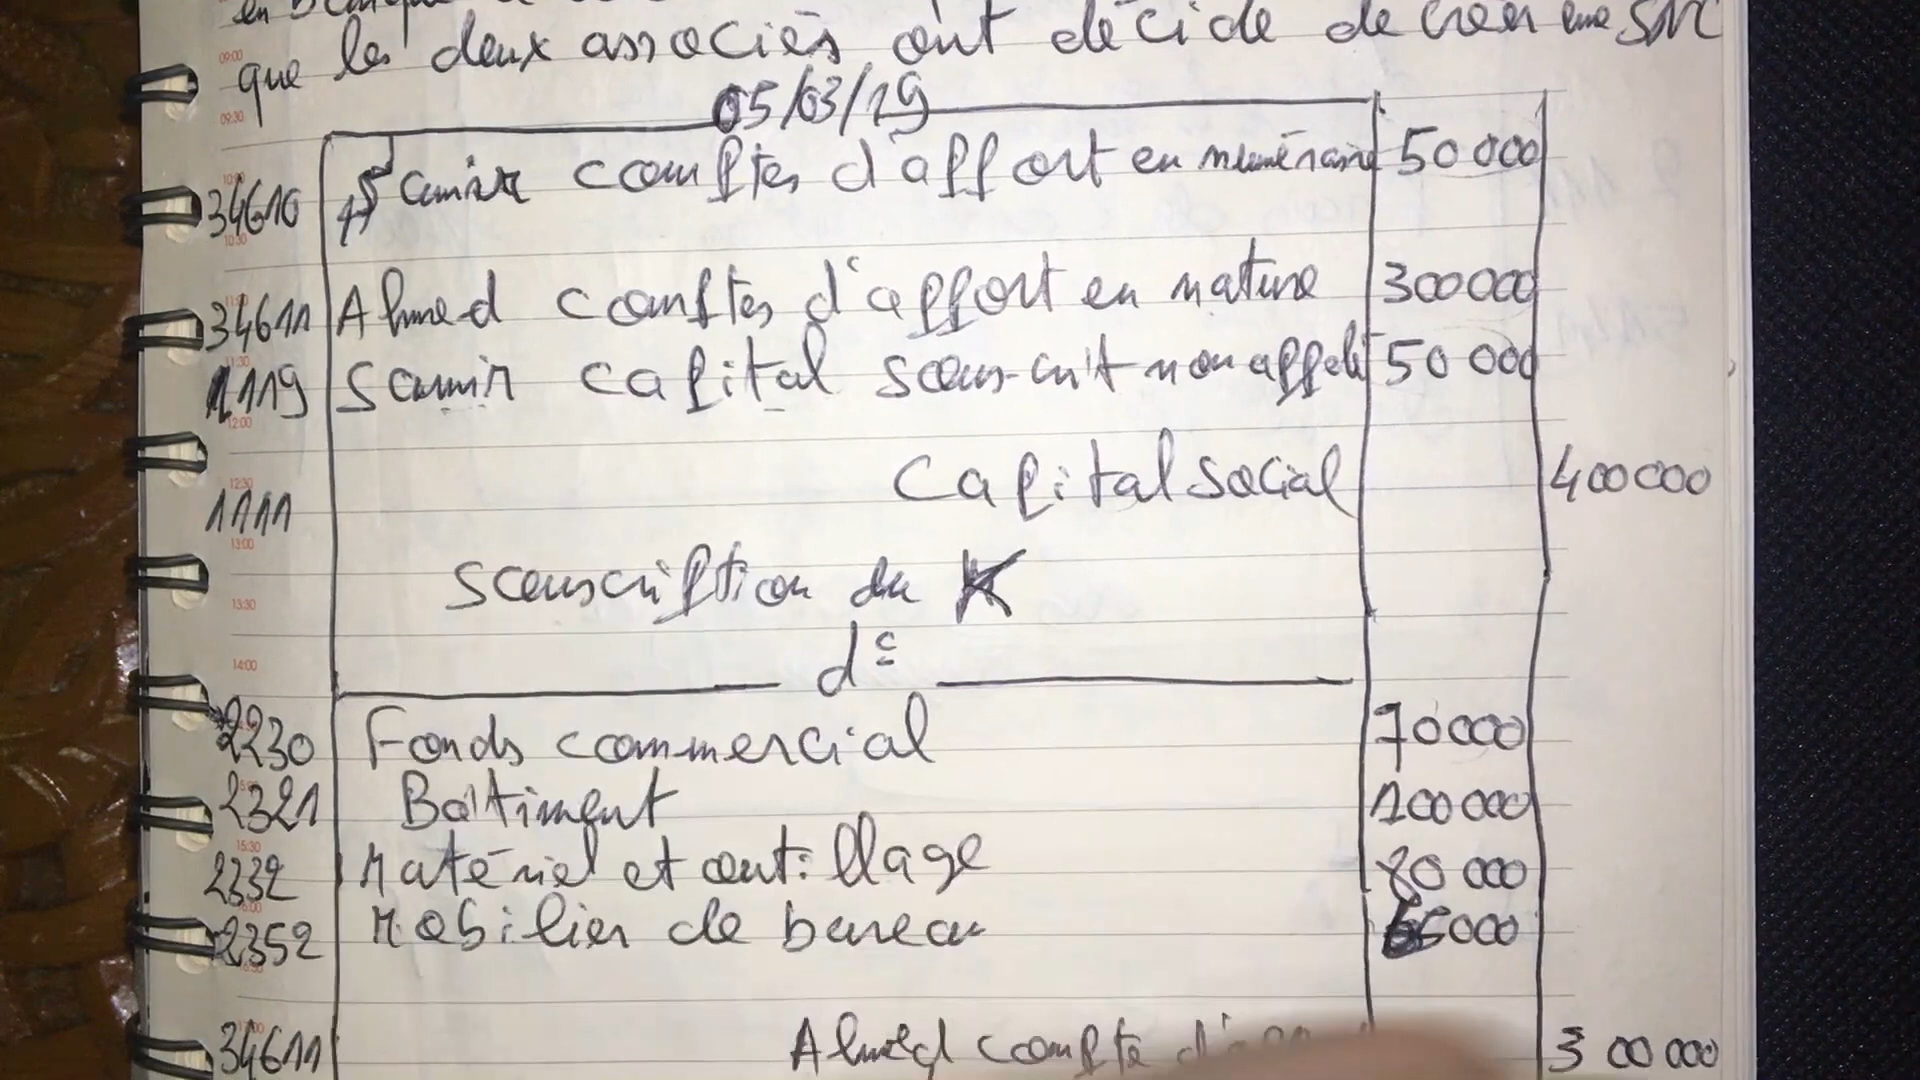 que les deux associés ont décidé de créer une SNC
05/03/19
34610 Samir comptes d'apport en numéraire 50 000
34611 Ahmed comptes d'apport en nature 300 000
1119 Samir capital souscrit non appelé 50 000
Capital social 400 000
1111
Souscription du K
d°
2230 Fonds commercial 70 000
2321 Batîment 100 000
2332 Matériel et outillage 80 000
2352 Mobilier de bureau 000
34611 Ahmed compte 300 000